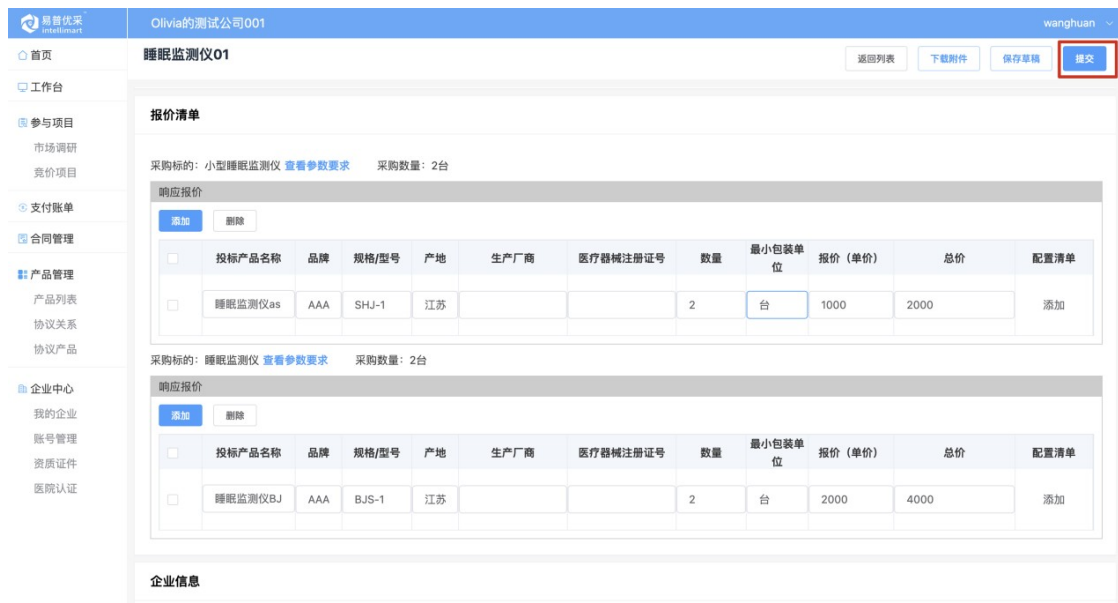 易普优采
intellimart
Olivia的测试公司001
wanghuan
首页
工作台
参与项目
市场调研
竞价项目
支付账单
合同管理
产品管理
产品列表
协议关系
协议产品
企业中心
我的企业
账号管理
资质证件
医院认证
睡眠监测仪01
返回列表
下载附件
保存草稿
提交
报价清单
采购标的：小型睡眠监测仪 查看参数要求 采购数量：2台
响应报价
添加 删除
投标产品名称 品牌 规格/型号 产地 生产厂商 医疗器械注册证号 数量 最小包装单位 报价（单价） 总价 配置清单
睡眠监测仪as AAA SHJ-1 江苏 2 台 1000 2000 添加
采购标的：睡眠监测仪 查看参数要求 采购数量：2台
响应报价
添加 删除
投标产品名称 品牌 规格/型号 产地 生产厂商 医疗器械注册证号 数量 最小包装单位 报价（单价） 总价 配置清单
睡眠监测仪BJ AAA BJS-1 江苏 2 台 2000 4000 添加
企业信息